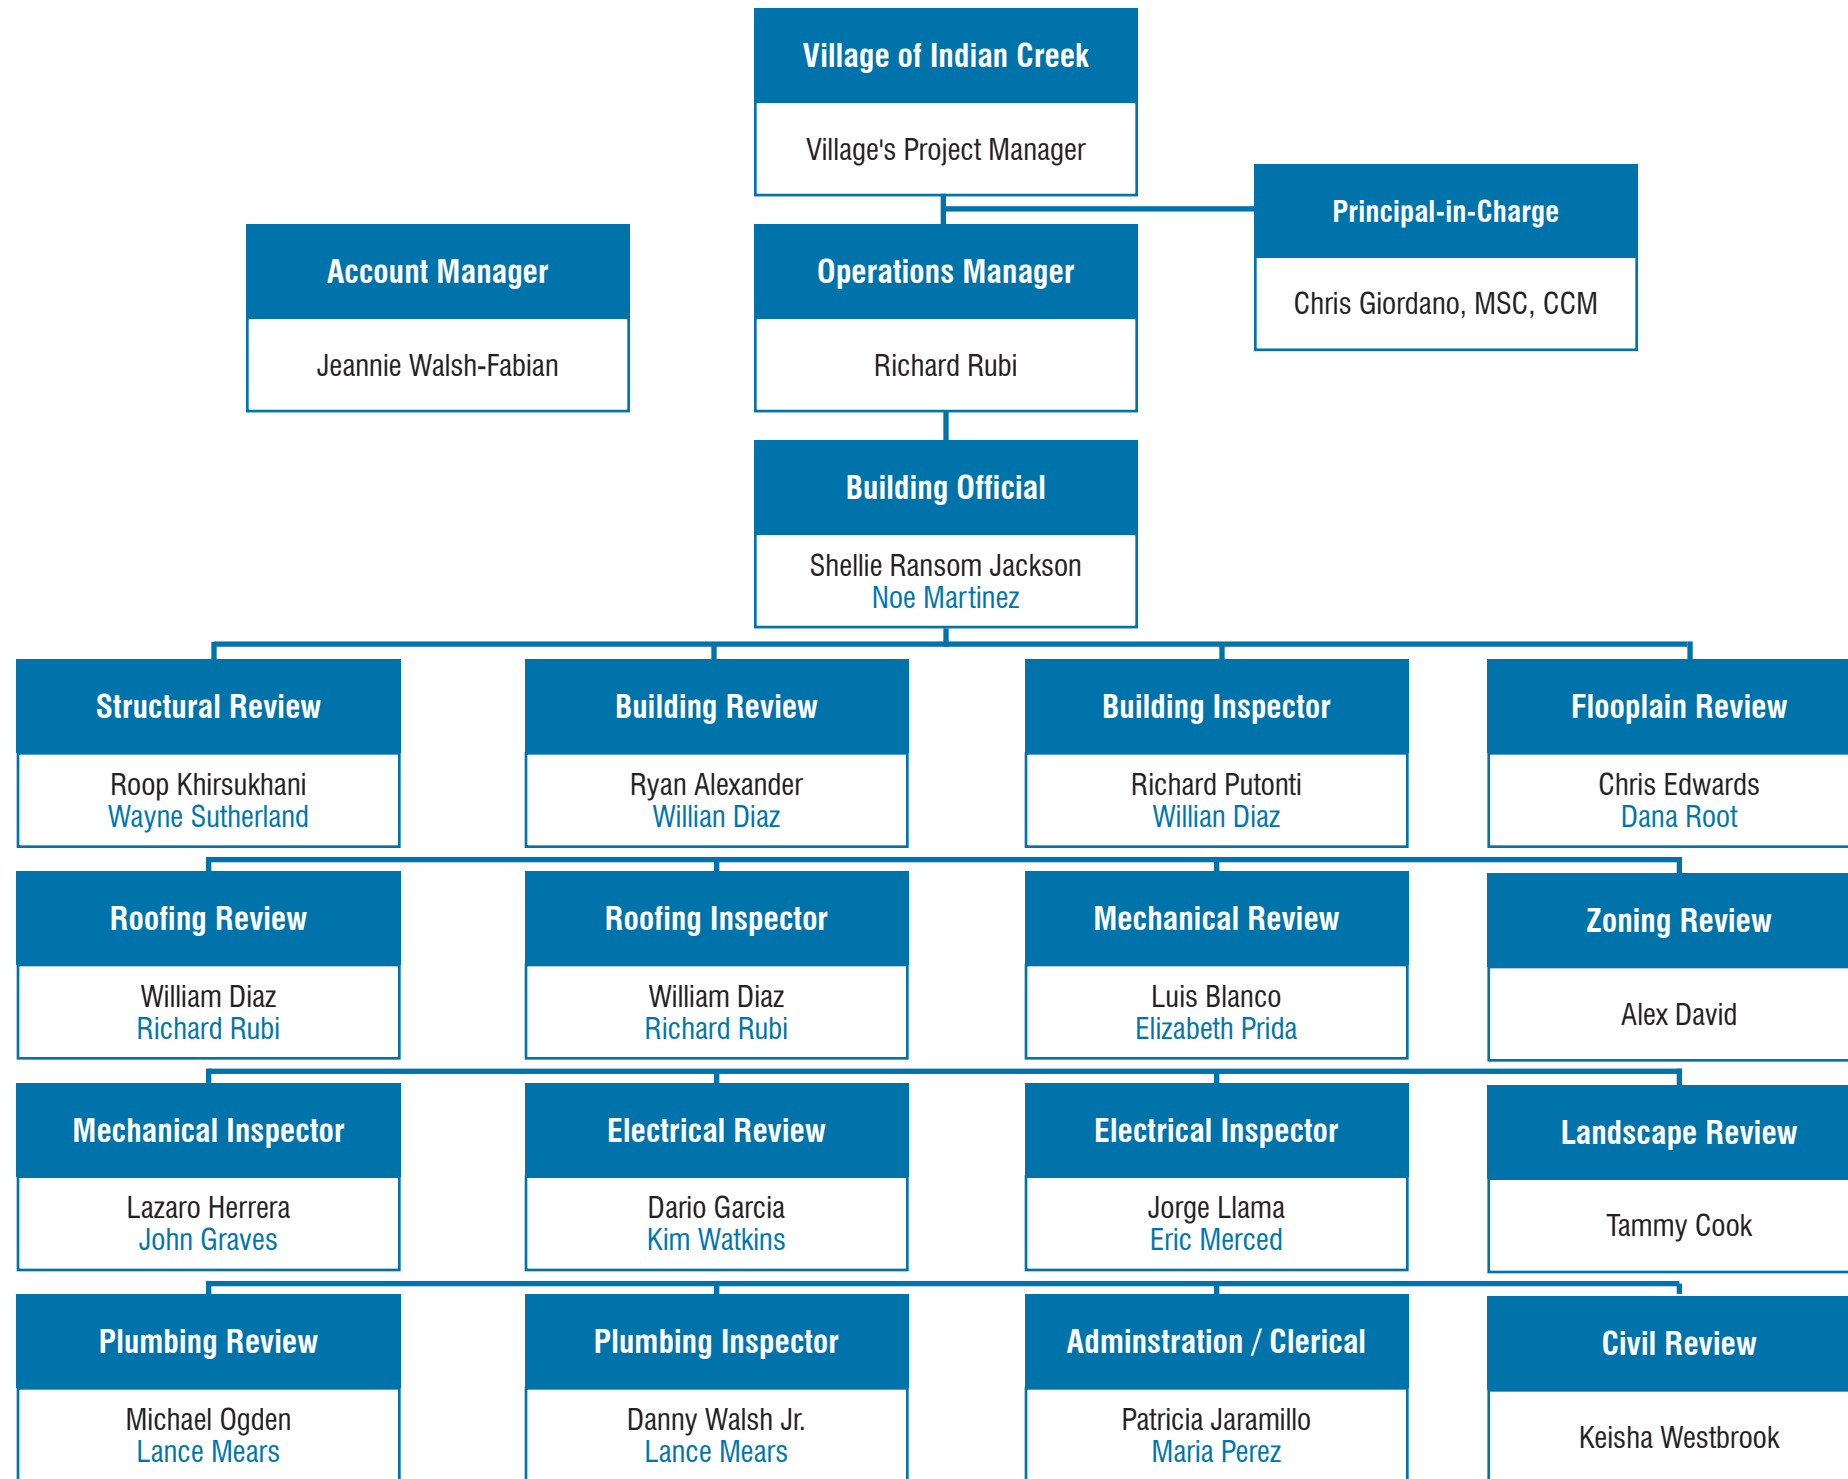 Village of Indian Creek
Village's Project Manager
Principal-in-Charge
Chris Giordano, MSC, CCM
Account Manager
Jeannie Walsh-Fabian
Operations Manager
Richard Rubi
Building Official
Shellie Ransom Jackson
Noe Martinez
Structural Review
Roop Khirsukhani
Wayne Sutherland
Building Review
Ryan Alexander
Willian Diaz
Building Inspector
Richard Putonti
Willian Diaz
Flooplain Review
Chris Edwards
Dana Root
Roofing Review
William Diaz
Richard Rubi
Roofing Inspector
William Diaz
Richard Rubi
Mechanical Review
Luis Blanco
Elizabeth Prida
Zoning Review
Alex David
Mechanical Inspector
Lazaro Herrera
John Graves
Electrical Review
Dario Garcia
Kim Watkins
Electrical Inspector
Jorge Llama
Eric Merced
Landscape Review
Tammy Cook
Plumbing Review
Michael Ogden
Lance Mears
Plumbing Inspector
Danny Walsh Jr.
Lance Mears
Adminstration / Clerical
Patricia Jaramillo
Maria Perez
Civil Review
Keisha Westbrook